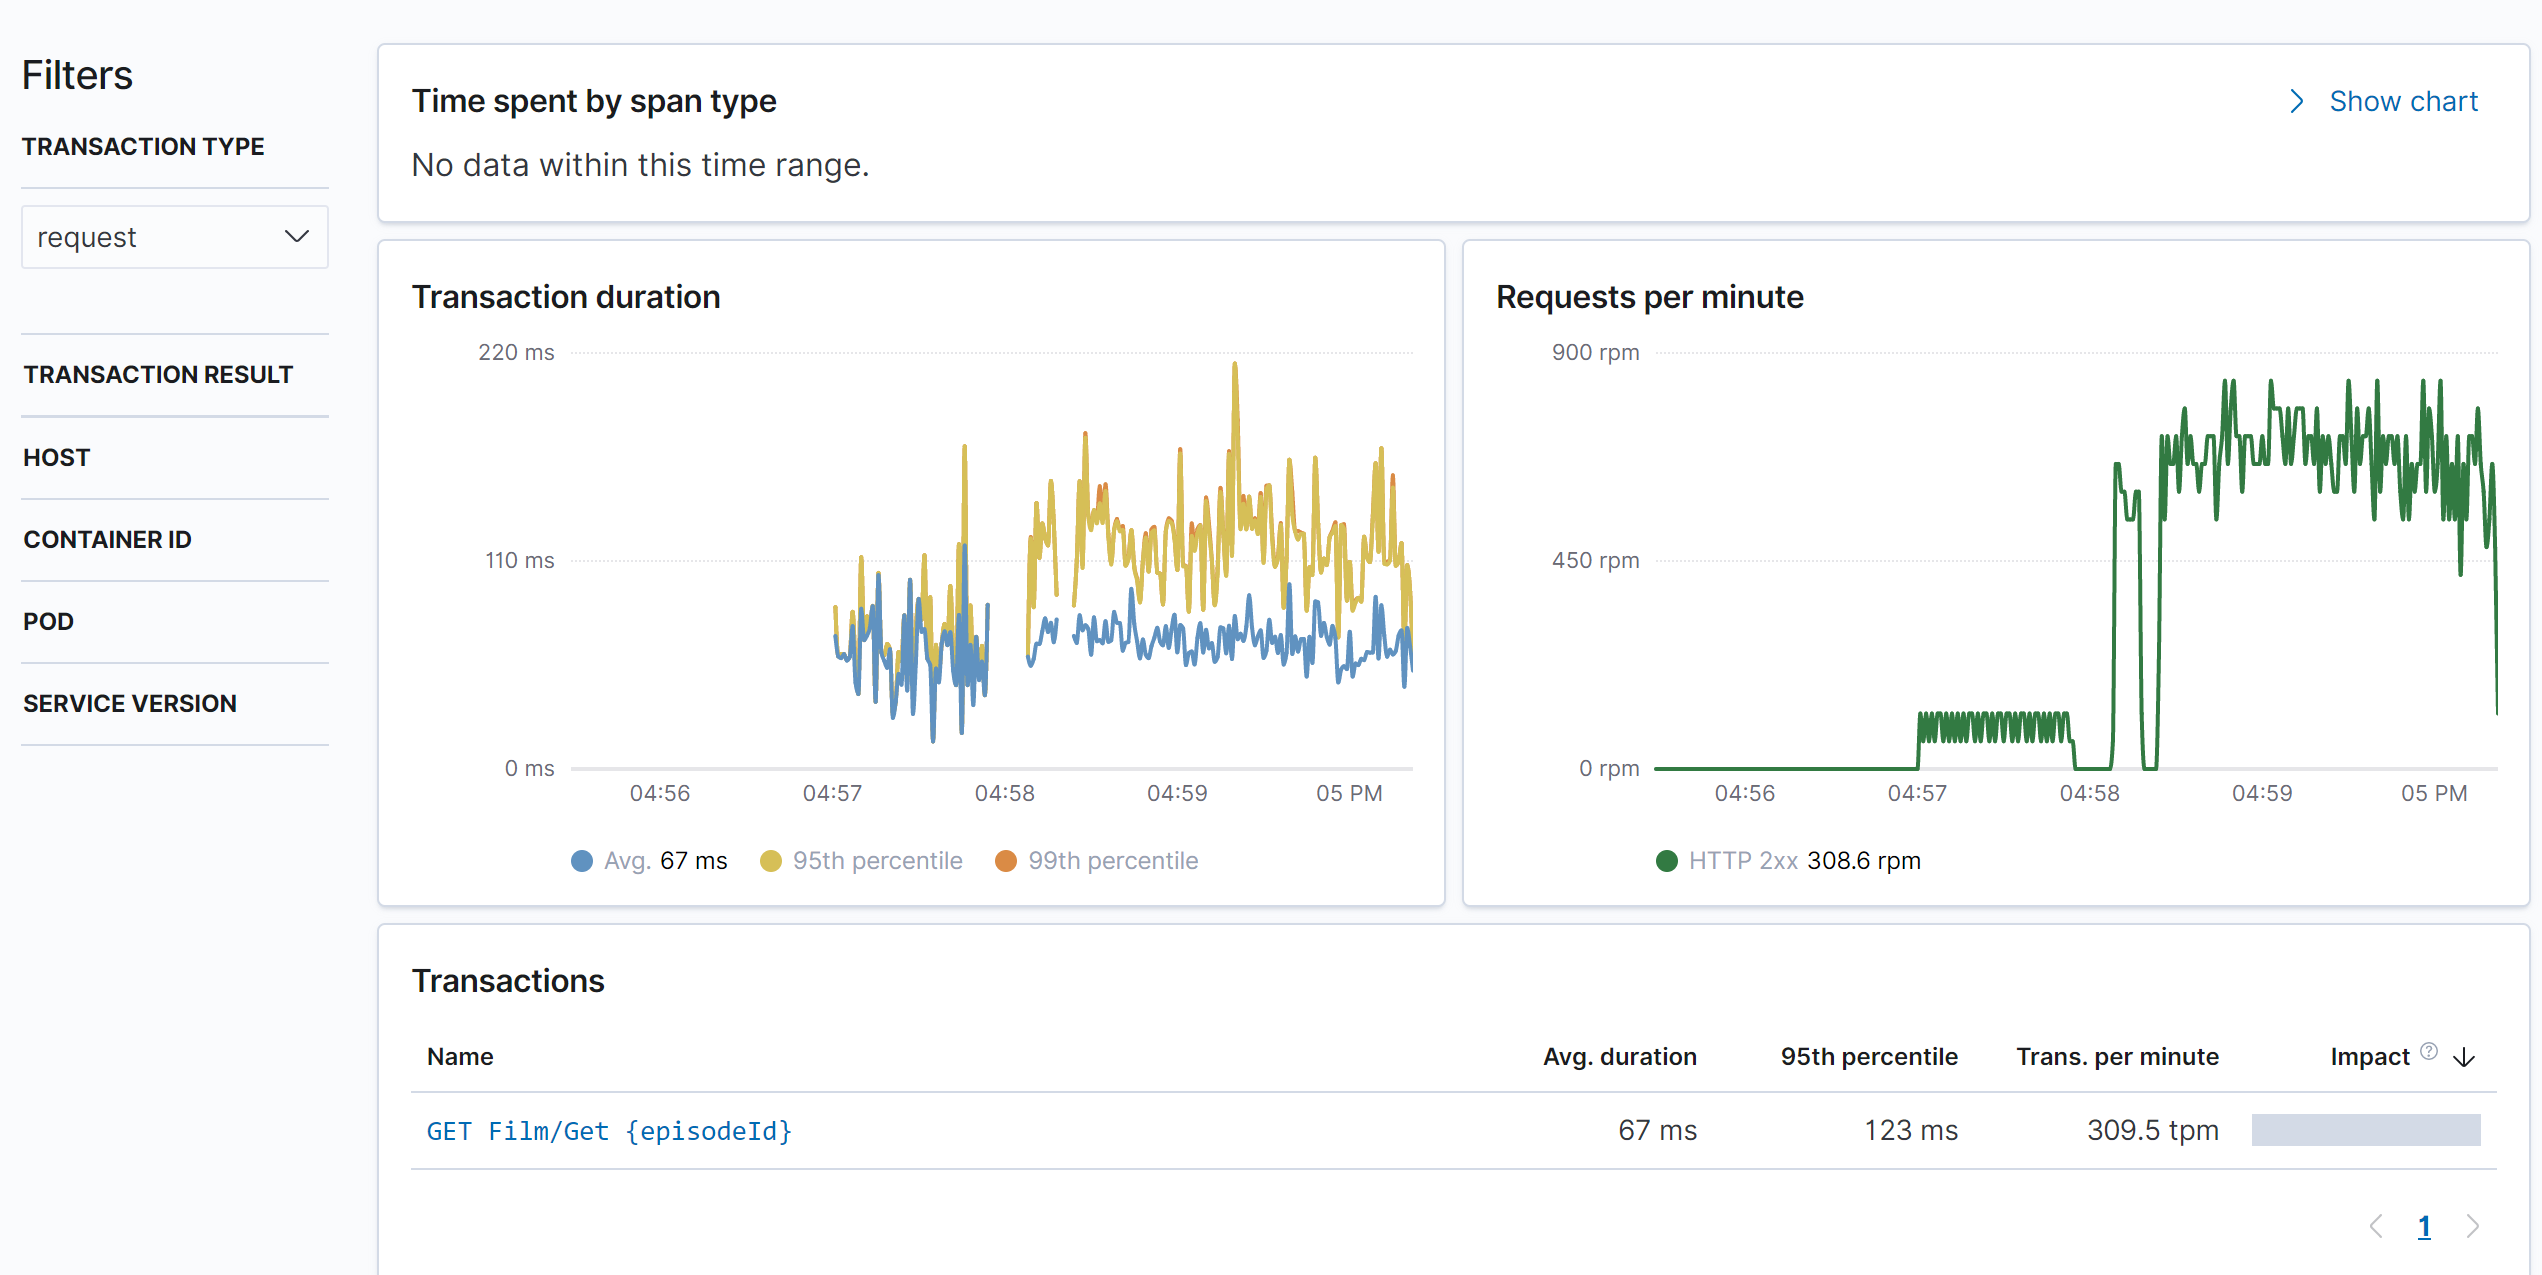 Filters
TRANSACTION TYPE
request
TRANSACTION RESULT
HOST
CONTAINER ID
POD
SERVICE VERSION
Time spent by span type
Show chart
No data within this time range.
Transaction duration
220 ms
110 ms
0 ms
04:56 04:57 04:58 04:59 05 PM
Avg. 67 ms 95th percentile 99th percentile
Requests per minute
900 rpm
450 rpm
0 rpm
04:56 04:57 04:58 04:59 05 PM
HTTP 2xx 308.6 rpm
Transactions
Name Avg. duration 95th percentile Trans. per minute Impact ?
GET Film/Get {episodeId} 67 ms 123 ms 309.5 tpm
1